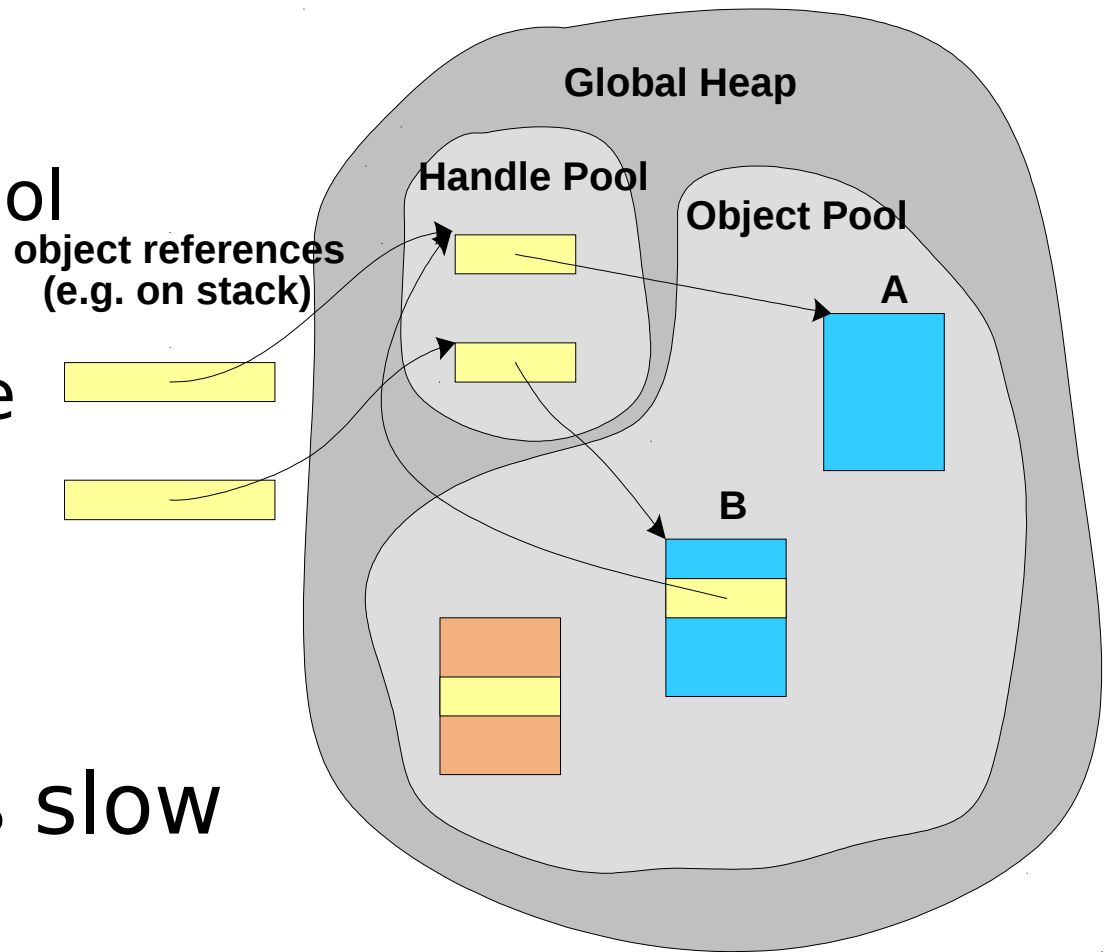 Global Heap
Handle Pool
ol
Object Pool
object references
(e.g. on stack)
A
e
B
slow